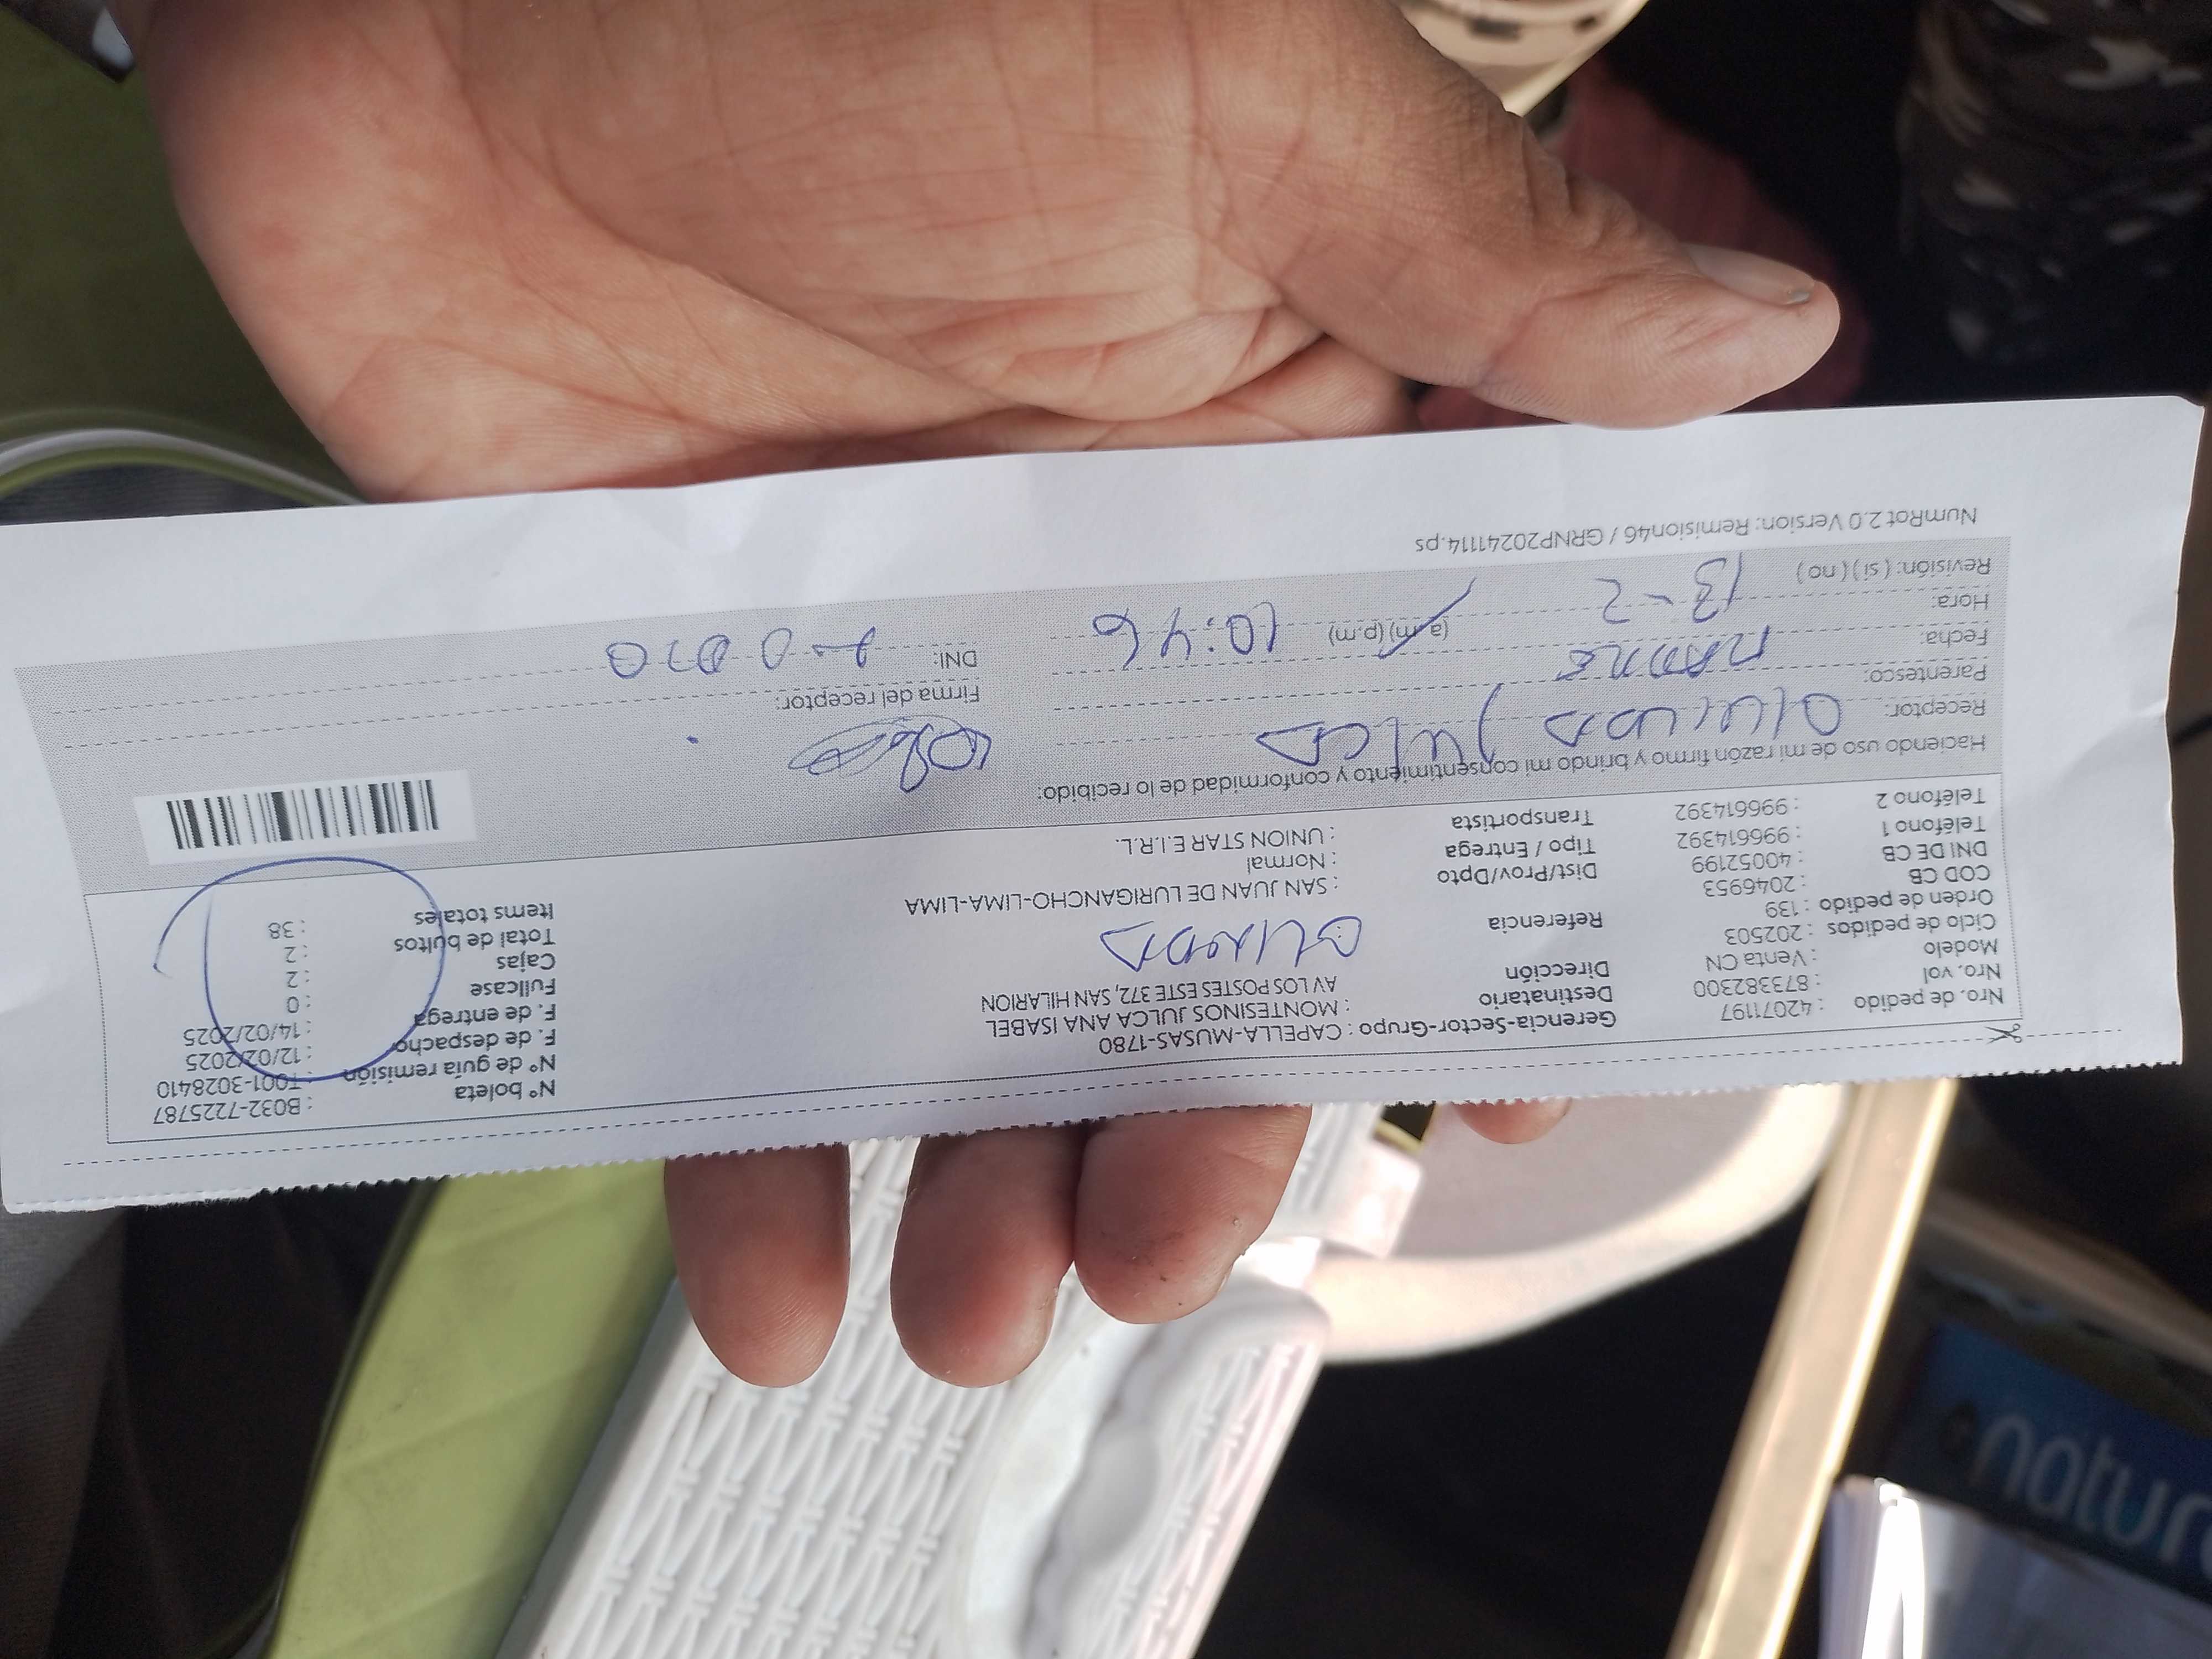 Nro. de pedido : 42071197
Nro. vol : 873382300
Modelo : Venta CN
Ciclo de pedidos : 202503
Orden de pedido : 139
COD CB : 2046953
DNI DE CB : 40052199
Teléfono 1 : 996614392
Teléfono 2 : 996614392
Gerencia-Sector-Grupo : CAPELLA-MUSAS-1780
Destinatario : MONTESINOS JULCA ANA ISABEL
Dirección AV LOS POSTES ESTE 372, SAN HILARION
Referencia :
Dist/Prov/Dpto : SAN JUAN DE LURIGANCHO-LIMA-LIMA
Tipo / Entrega : Normal
Transportista : UNION STAR E.I.R.L.
N° boleta : B032-7225787
N° de guía remisión : T001-3028410
F. de despacho : 12/02/2025
F. de entrega : 14/02/2025
Fullcase : 0
Cajas : 2
Total de bultos : 2
Items totales : 38
Haciendo uso de mi razón firmo y brindo mi consentimiento y conformidad de lo recibido:
Receptor: Julca
Parentesco: madre
Fecha: 13-2
Hora: 10:46 (a.m) (p.m)
Revisión: ( si ) ( no )
Firma del receptor:
DNI:
NumRot 2.0 Version: Remision46 / GRNP20241114.ps
natur